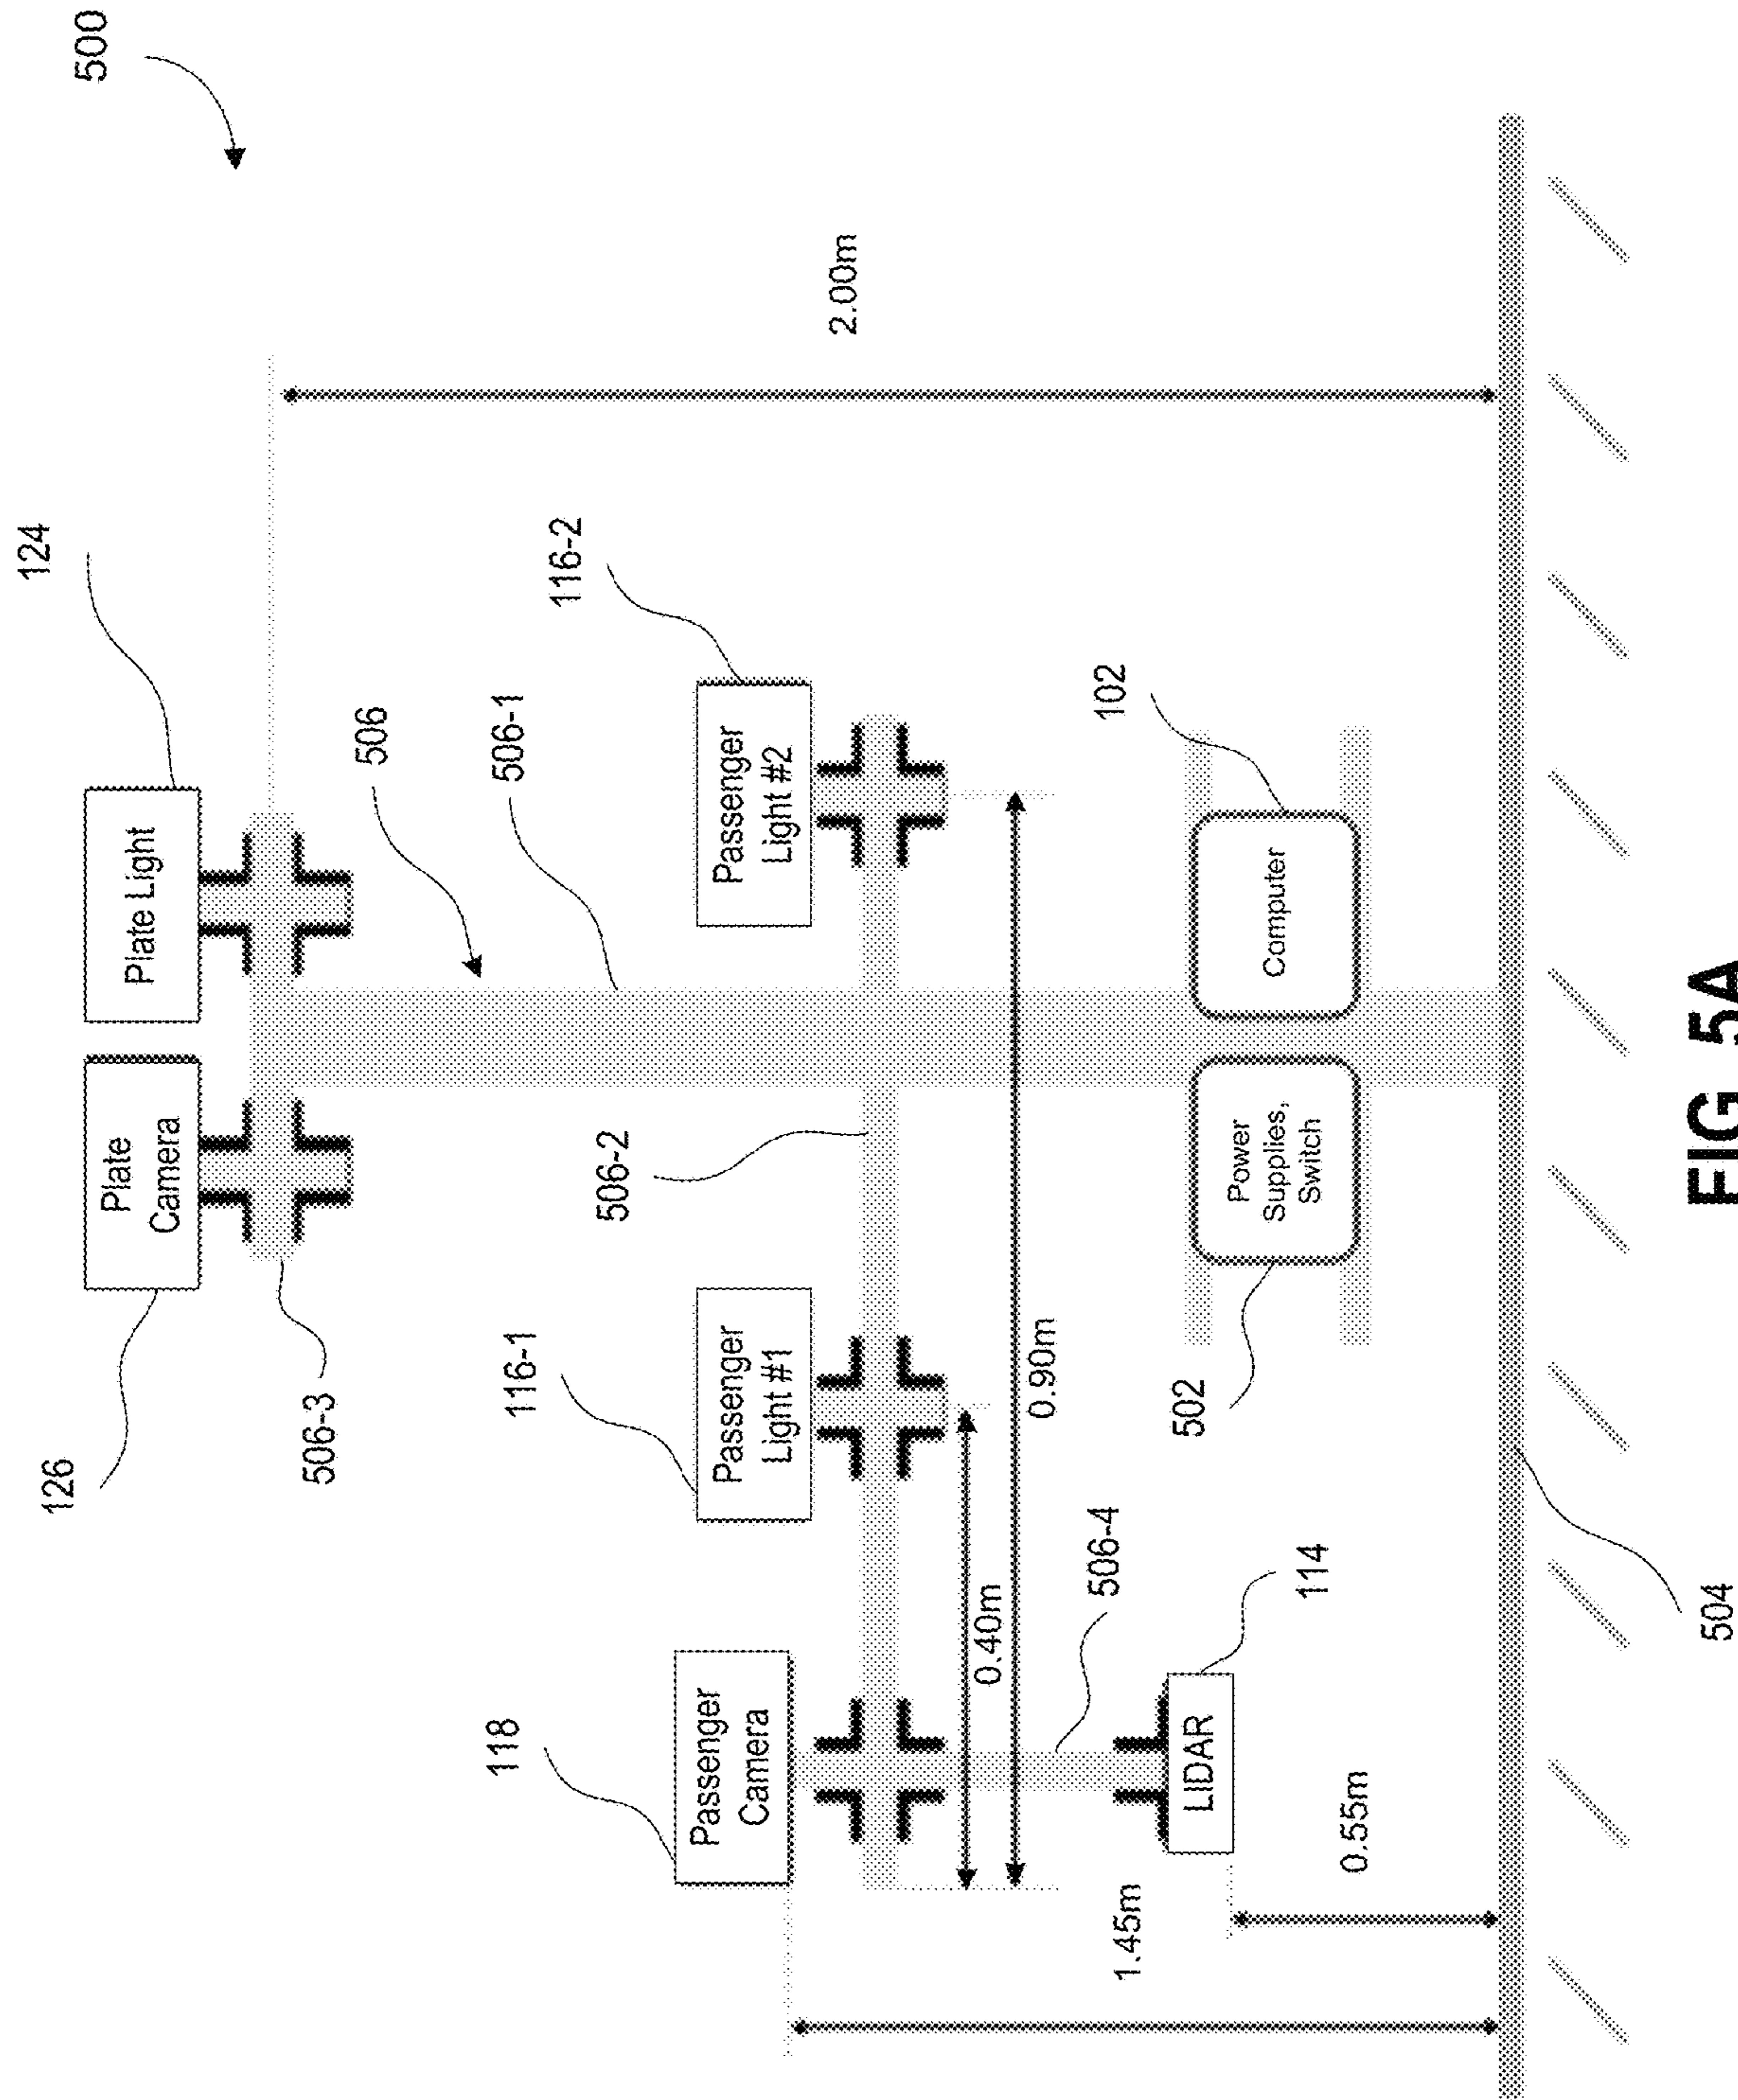 500
124
Plate Light
Plate
Camera
126
506-3
506
506-1
2.00m
116-2
Passenger
Light #2
506-2
116-1
Passenger
Light #1
118
Passenger
Camera
0.40m
0.90m
506-4
102
Computer
Power
Supplies,
Switch
502
LIDAR
114
1.45m
0.55m
504
FIG. 5A